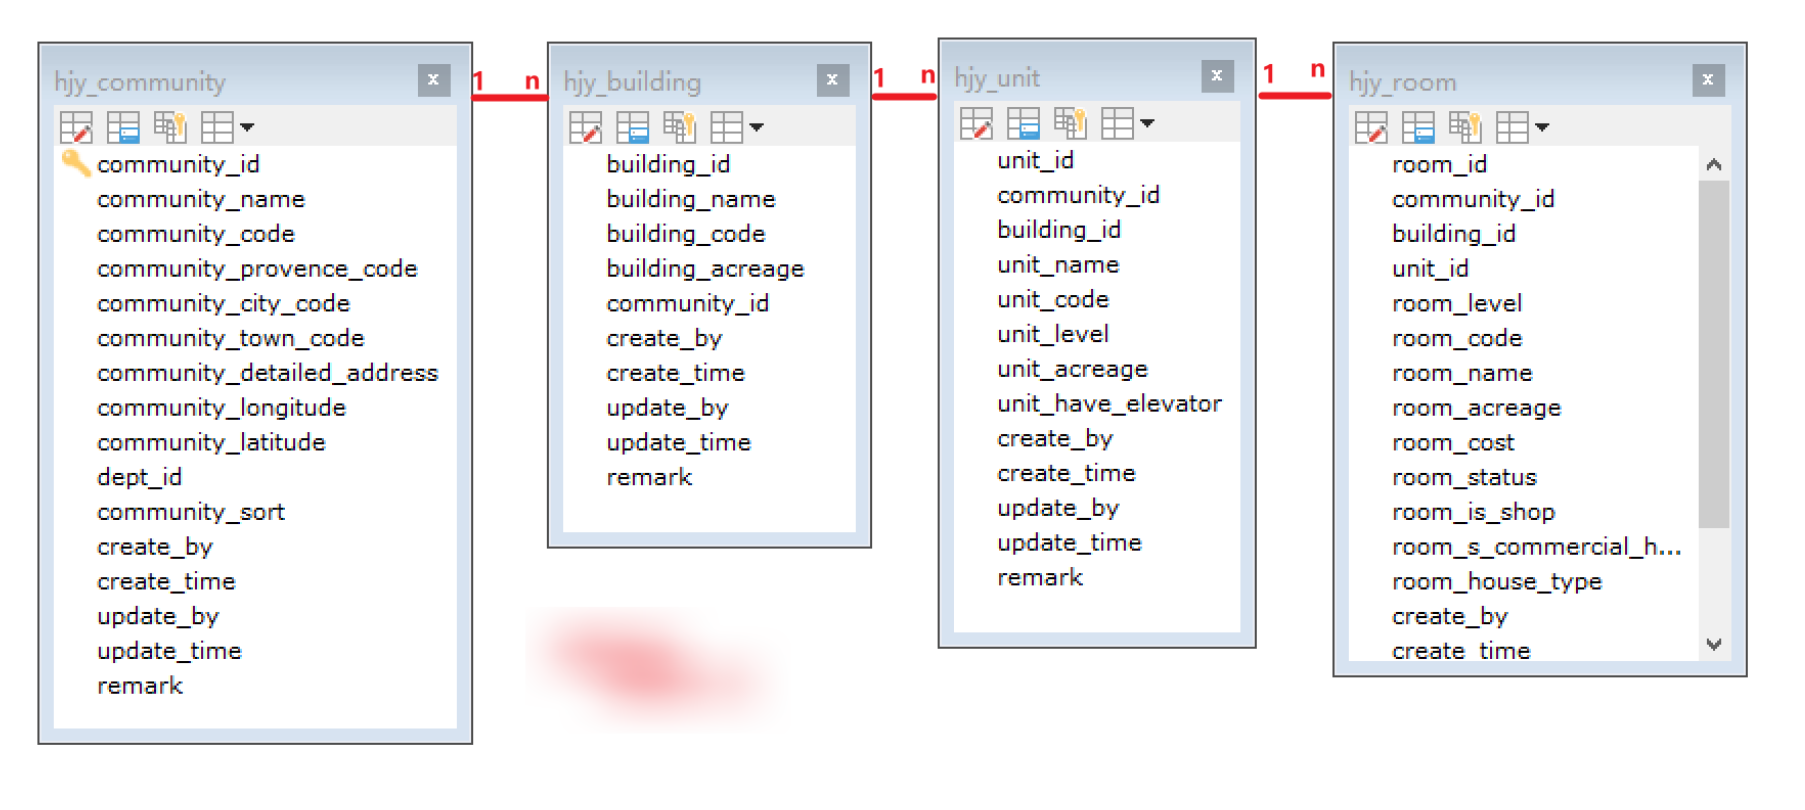 hjy_community
community_id
community_name
community_code
community_provence_code
community_city_code
community_town_code
community_detailed_address
community_longitude
community_latitude
dept_id
community_sort
create_by
create_time
update_by
update_time
remark
1 n
hjy_building
building_id
building_name
building_code
building_acreage
community_id
create_by
create_time
update_by
update_time
remark
1 n
hjy_unit
unit_id
community_id
building_id
unit_name
unit_code
unit_level
unit_acreage
unit_have_elevator
create_by
create_time
update_by
update_time
remark
1 n
hjy_room
room_id
community_id
building_id
unit_id
room_level
room_code
room_name
room_acreage
room_cost
room_status
room_is_shop
room_s_commercial_h...
room_house_type
create_by
create_time